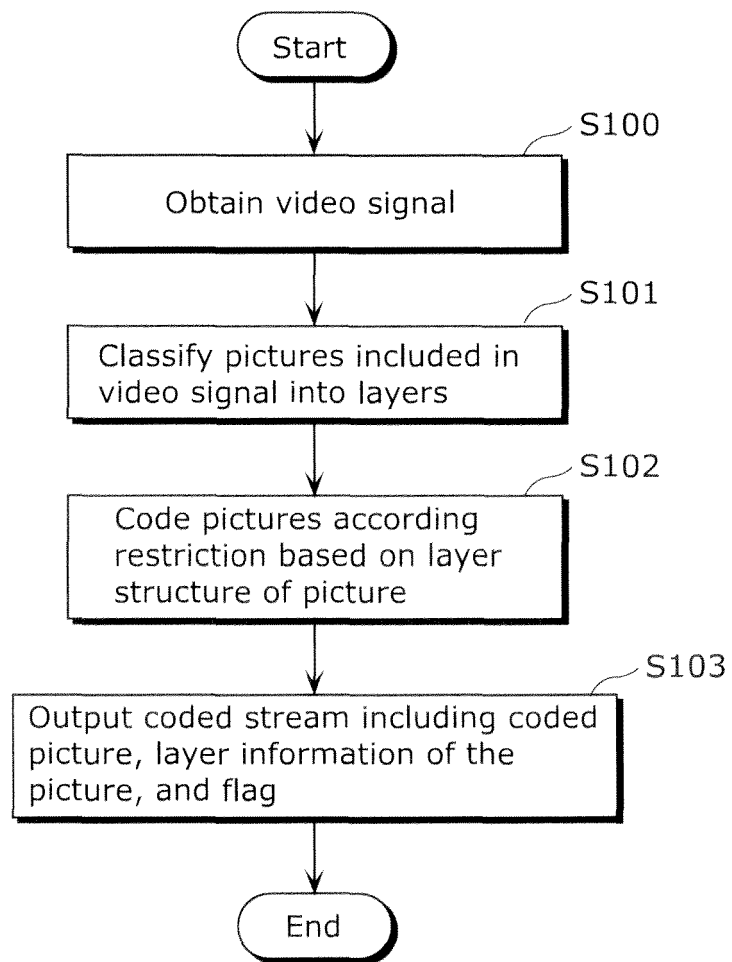 Start
S100
Obtain video signal
S101
Classify pictures included in
video signal into layers
S102
Code pictures according
restriction based on layer
structure of picture
S103
Output coded stream including coded
picture, layer information of the
picture, and flag
End